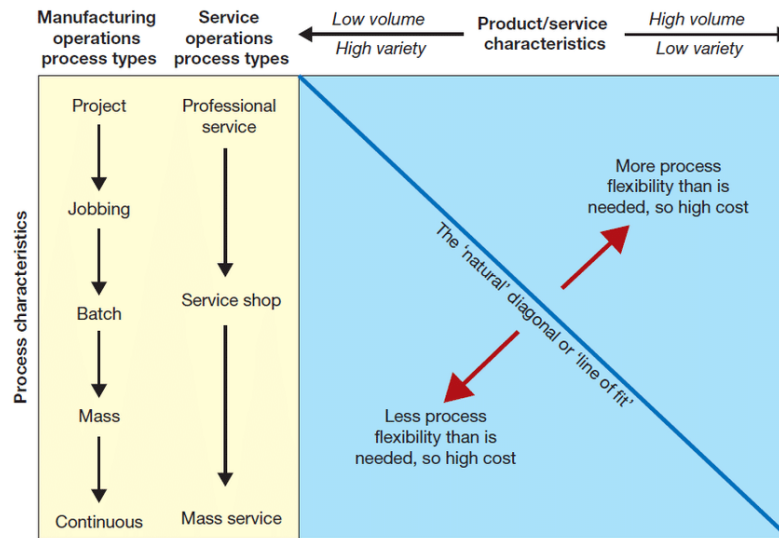 Manufacturing
operations
process types
Service
operations
process types
Low volume
High variety
Product/service
characteristics
High volume
Low variety
Process characteristics
Project
Jobbing
Batch
Mass
Continuous
Professional
service
Service shop
Mass service
The ‘natural’ diagonal or ‘line of fit’
More process
flexibility than is
needed, so high cost
Less process
flexibility than is
needed, so high cost